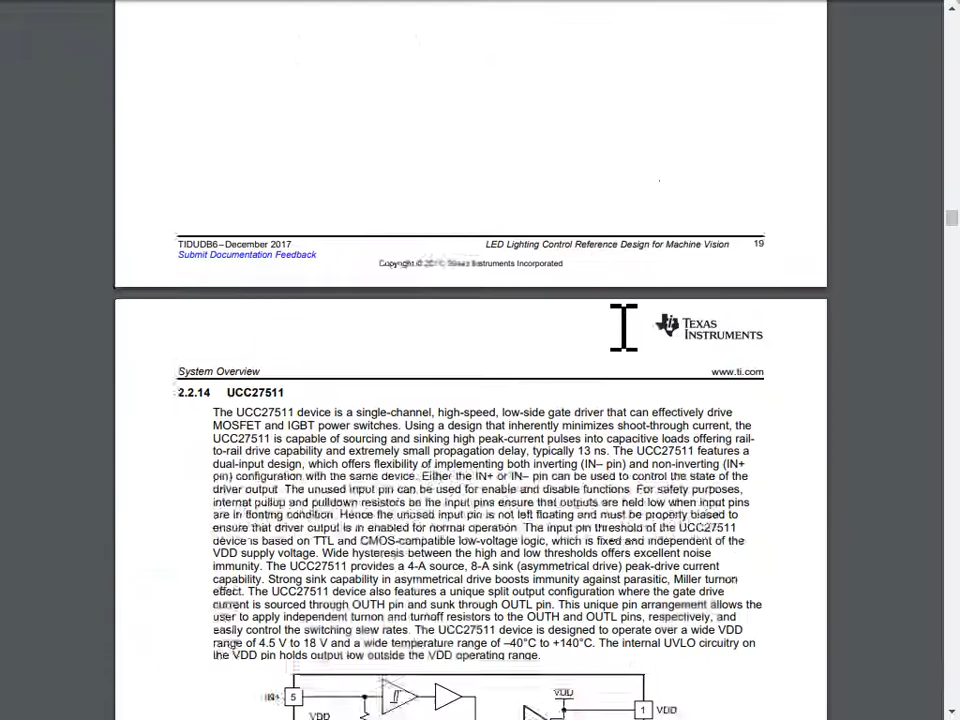 TIDUDB6–December 2017
LED Lighting Control Reference Design for Machine Vision
19
Submit Documentation Feedback
Copyright © Instruments Incorporated
TEXAS
INSTRUMENTS
System Overview
www.ti.com
2.2.14 UCC27511
The UCC27511 device is a single-channel, high-speed, low-side gate driver that can effectively drive
MOSFET and IGBT power switches. Using a design that inherently minimizes shoot-through current, the
UCC27511 is capable of sourcing and sinking high peak-current pulses into capacitive loads offering rail-
to-rail drive capability and extremely small propagation delay, typically 13 ns. The UCC27511 features a
dual-input design, which offers flexibility of implementing both inverting (IN– pin) and non-inverting (IN+
pin) configuration with the same device. Either the IN+ or IN– pin can be used to control the state of the
driver output. The unused input pin can be used for enable and disable functions. For safety purposes,
internal pullup and pulldown resistors on the input pins ensure that outputs are held low when input pins
are in floating condition. Hence the unused input pin is not left floating and must be properly biased to
ensure that driver output is in enabled for normal operation. The input pin threshold of the UCC27511
device is based on TTL and CMOS-compatible low-voltage logic, which is fixed and independent of the
VDD supply voltage. Wide hysteresis between the high and low thresholds offers excellent noise
immunity. The UCC27511 provides a 4-A source, 8-A sink (asymmetrical drive) peak-drive current
capability. Strong sink capability in asymmetrical drive boosts immunity against parasitic, Miller turnon
effect. The UCC27511 device also features a unique split output configuration where the gate drive
current is sourced through OUTH pin and sunk through OUTL pin. This unique pin arrangement allows the
user to apply independent turnon and turnoff resistors to the OUTH and OUTL pins, respectively, and
easily control the switching slew rates. The UCC27511 device is designed to operate over a wide VDD
range of 4.5 V to 18 V and a wide temperature range of –40°C to +140°C. The internal UVLO circuitry on
the VDD pin holds output low outside the VDD operating range.
IN+ 5
VDD
VDD
1 VDD